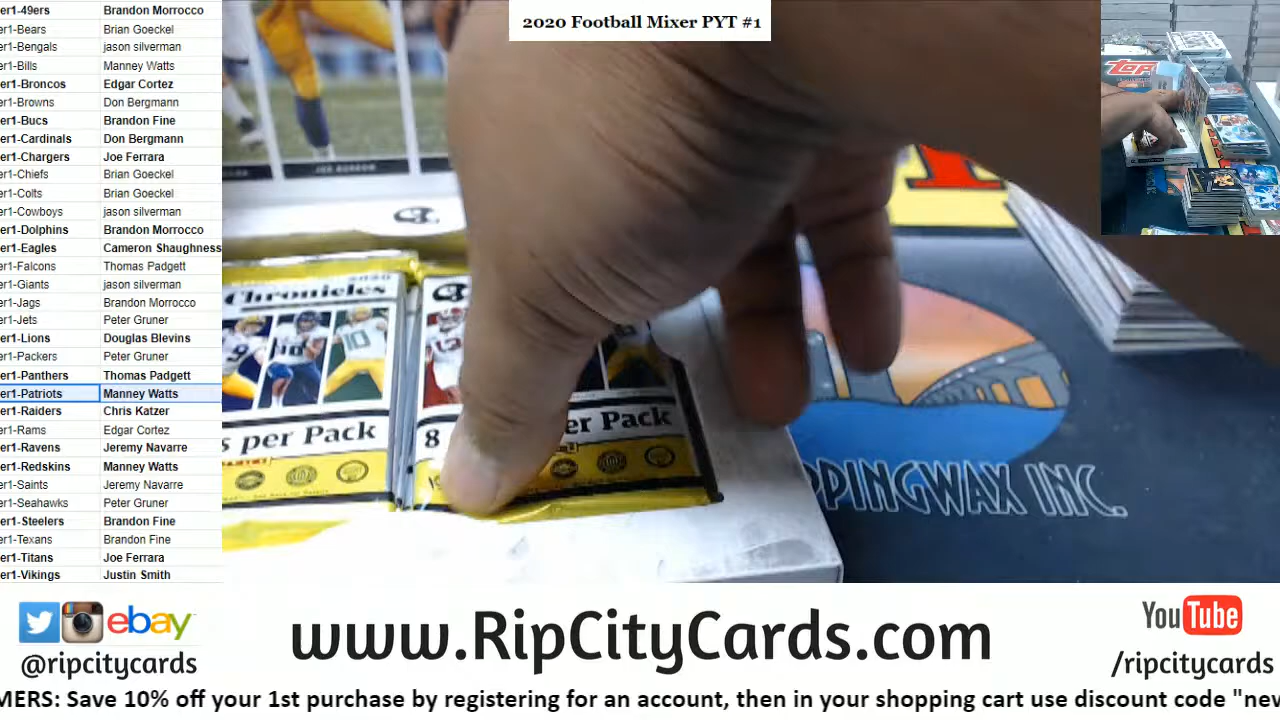 2020 Football Mixer PYT #1
er1-49ers Brandon Morrocco
er1-Bears Brian Goeckel
er1-Bengals jason silverman
er1-Bills Manney Watts
er1-Broncos Edgar Cortez
er1-Browns Don Bergmann
er1-Bucs Brandon Fine
er1-Cardinals Don Bergmann
er1-Chargers Joe Ferrara
er1-Chiefs Brian Goeckel
er1-Colts Brian Goeckel
er1-Cowboys jason silverman
er1-Dolphins Brandon Morrocco
er1-Eagles Cameron Shaughness
er1-Falcons Thomas Padgett
er1-Giants jason silverman
er1-Jags Brandon Morrocco
er1-Jets Peter Gruner
er1-Lions Douglas Blevins
er1-Packers Peter Gruner
er1-Panthers Thomas Padgett
er1-Patriots Manney Watts
er1-Raiders Chris Katzer
er1-Rams Edgar Cortez
er1-Ravens Jeremy Navarre
er1-Redskins Manney Watts
er1-Saints Jeremy Navarre
er1-Seahawks Peter Gruner
er1-Steelers Brandon Fine
er1-Texans Brandon Fine
er1-Titans Joe Ferrara
er1-Vikings Justin Smith
JOE BURROW
2020
Chronicles
s per Pack
8
er Pack
PPINGWAX INC.
TOP
ebay
@ripcitycards
www.RipCityCards.com
YouTube
/ripcitycards
MERS: Save 10% off your 1st purchase by registering for an account, then in your shopping cart use discount code "nev